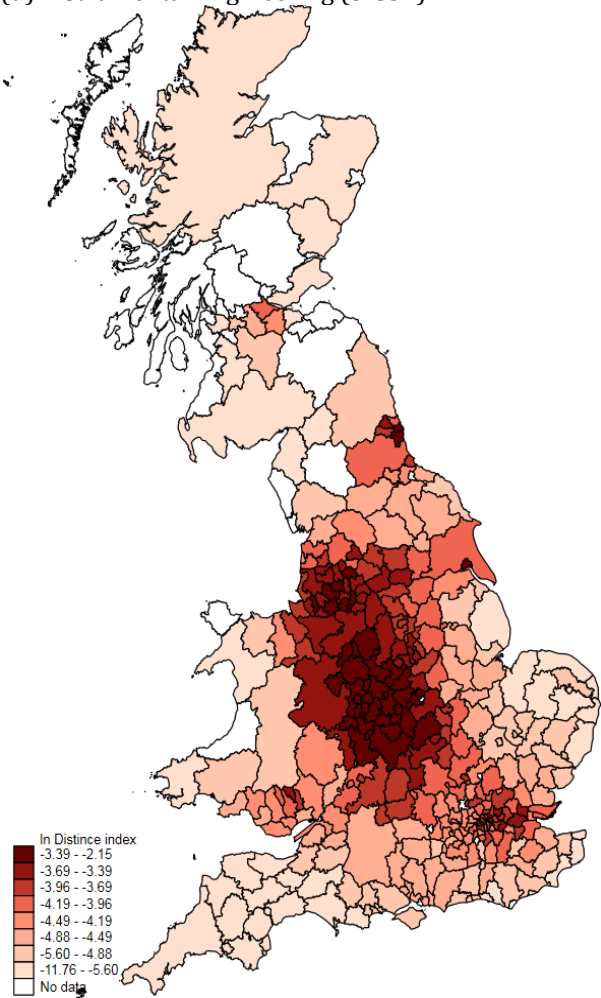 In Distince index
-3.39 - -2.15
-3.69 - -3.39
-3.96 - -3.69
-4.19 - -3.96
-4.49 - -4.19
-4.88 - -4.49
-5.60 - -4.88
-11.76 - -5.60
No data